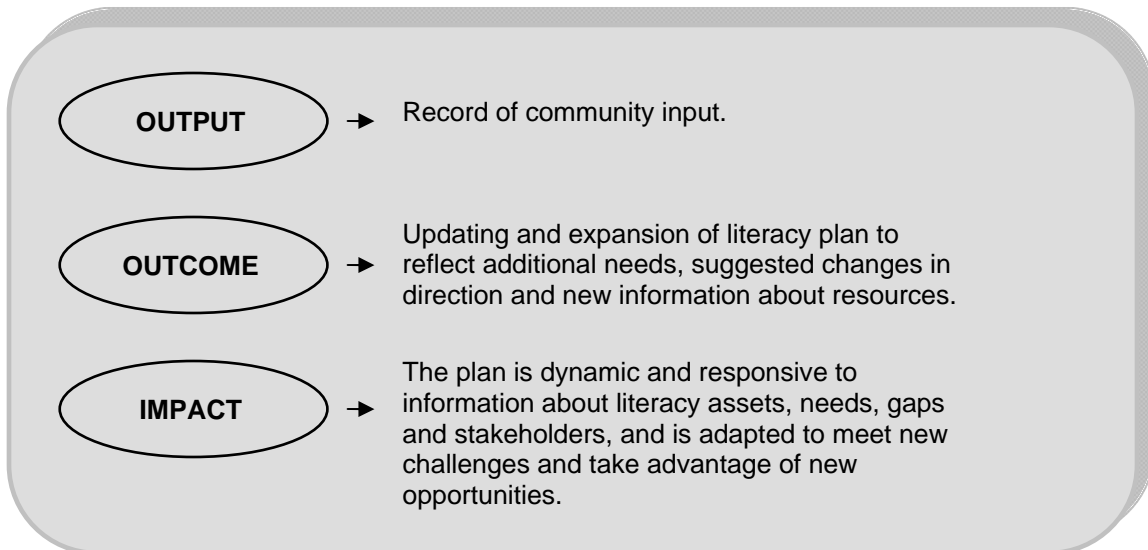 OUTPUT
Record of community input.
OUTCOME
Updating and expansion of literacy plan to
reflect additional needs, suggested changes in
direction and new information about resources.
IMPACT
The plan is dynamic and responsive to
information about literacy assets, needs, gaps
and stakeholders, and is adapted to meet new
challenges and take advantage of new
opportunities.